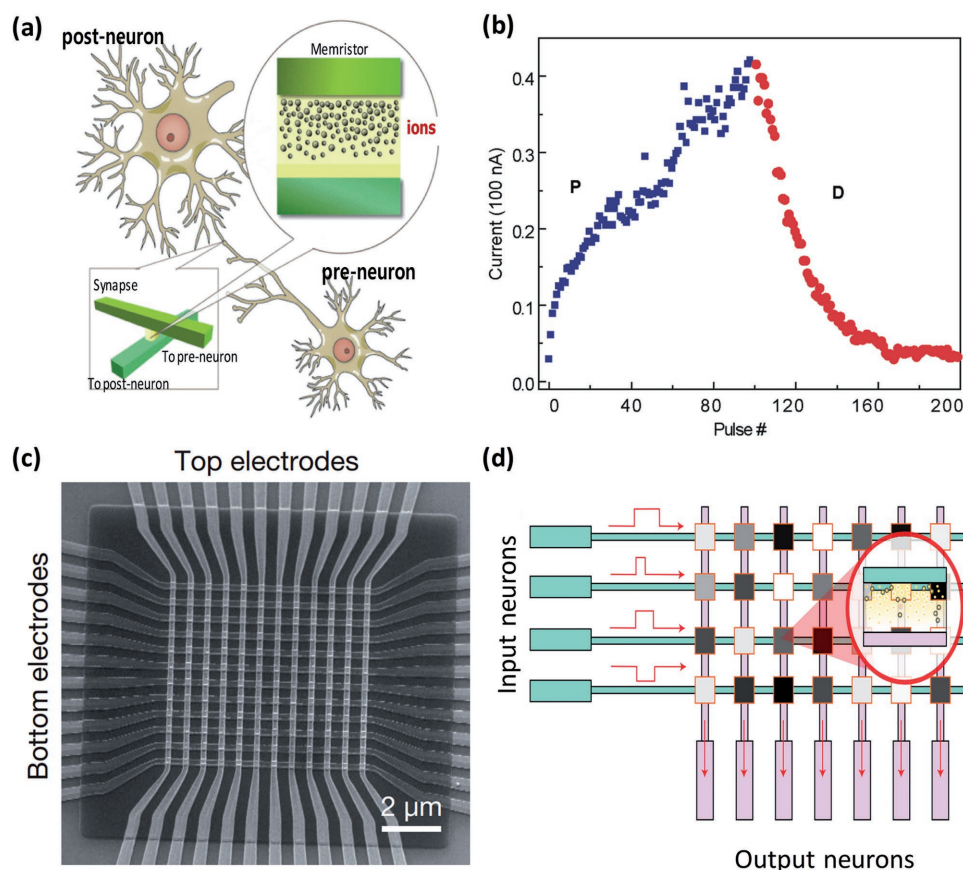 (a)
post-neuron
Memristor
ions
pre-neuron
Synapse
To pre-neuron
To post-neuron
(b)
Current (100 nA)
0.4
0.3
0.2
0.1
0.0
P
D
0 40 80 120 160 200
Pulse #
(c)
Top electrodes
Bottom electrodes
2 μm
(d)
Input neurons
Output neurons